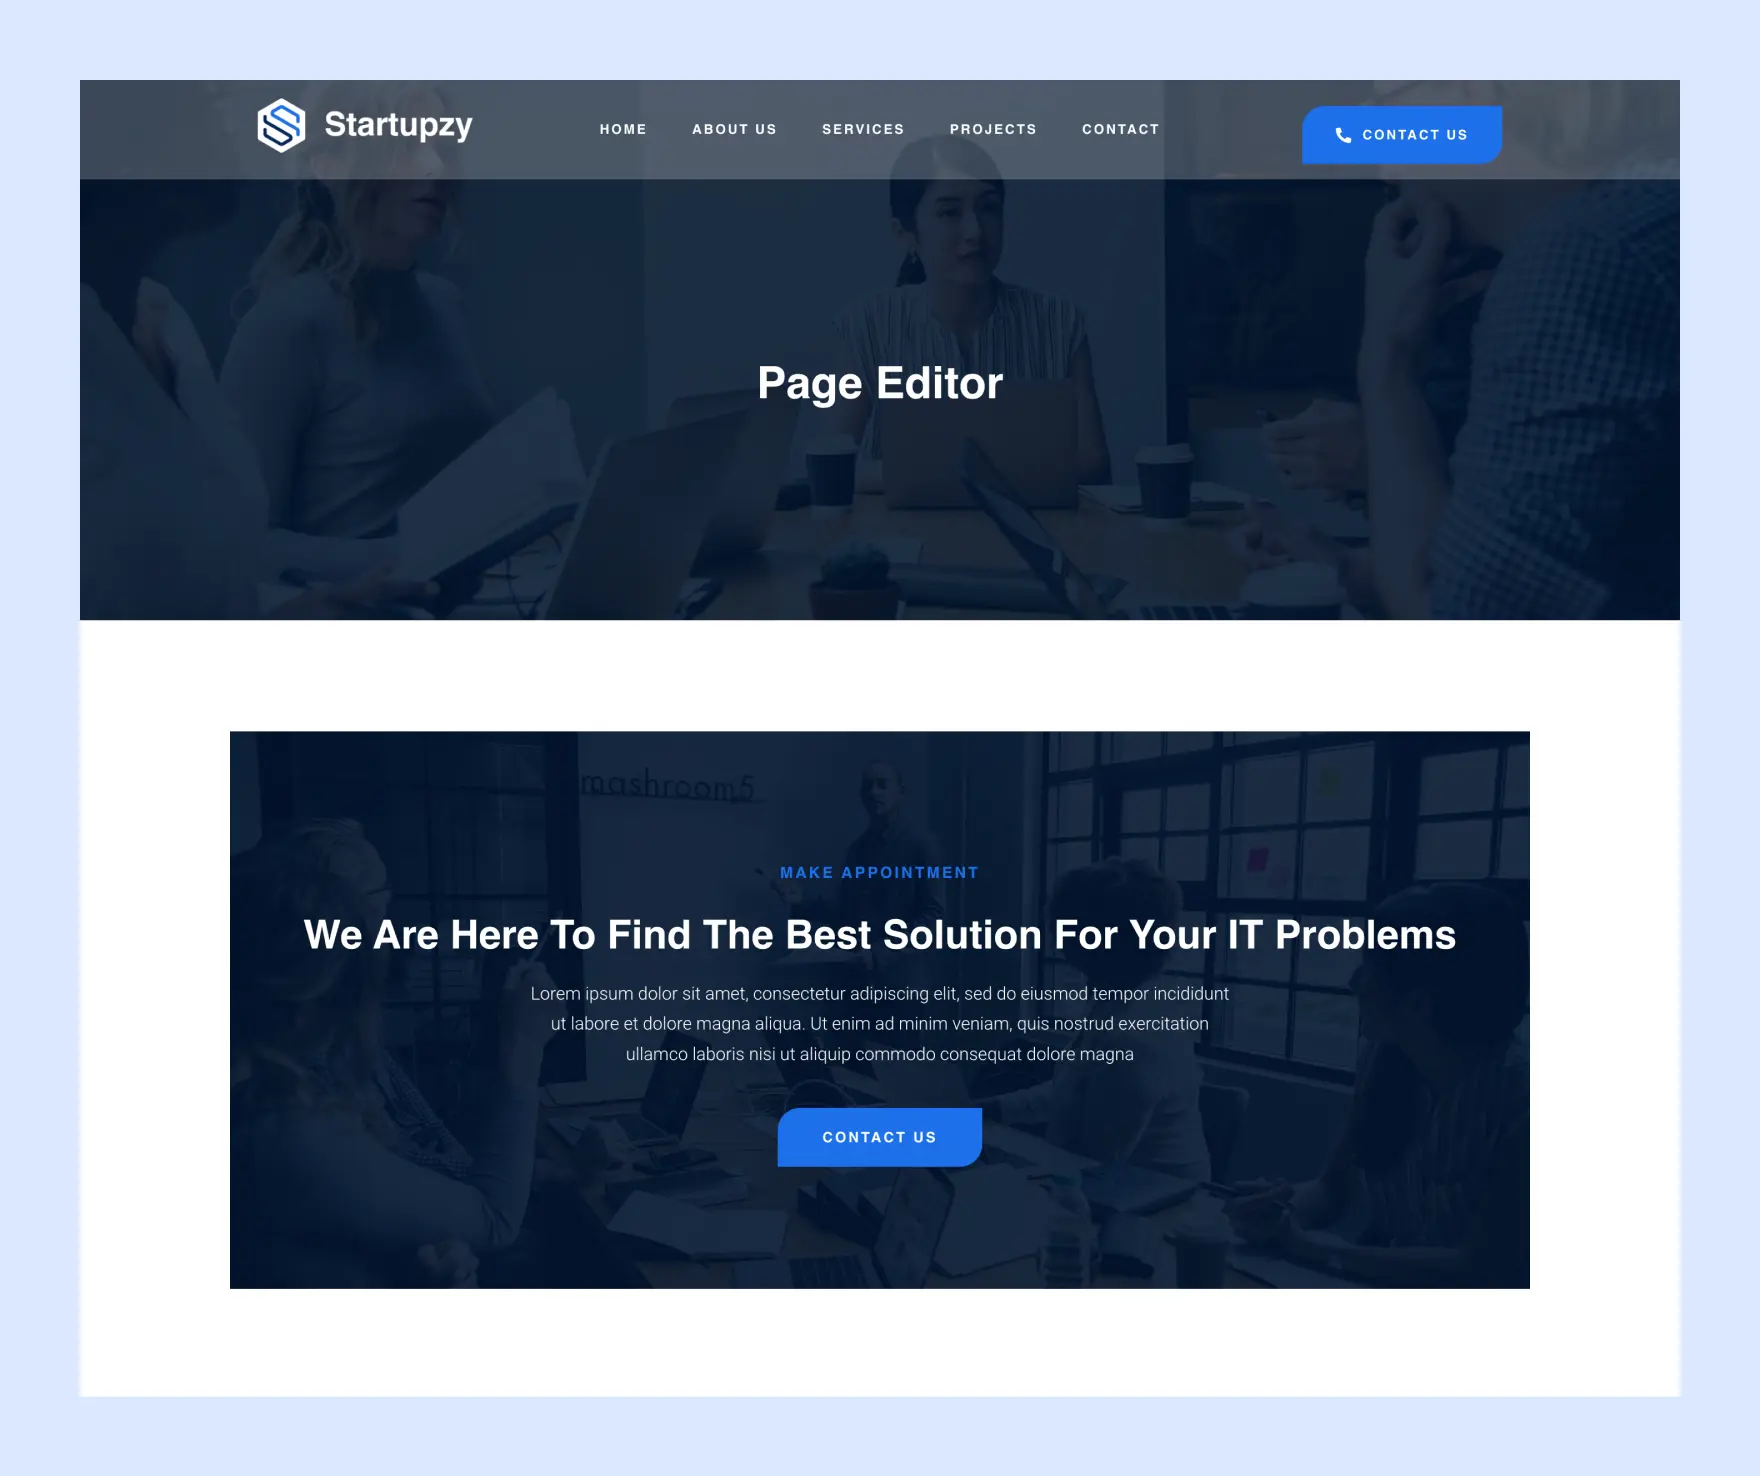 Startupzy
HOME ABOUT US SERVICES PROJECTS CONTACT
CONTACT US
Page Editor
mashroom5
MAKE APPOINTMENT
We Are Here To Find The Best Solution For Your IT Problems
Lorem ipsum dolor sit amet, consectetur adipiscing elit, sed do eiusmod tempor incididunt
ut labore et dolore magna aliqua. Ut enim ad minim veniam, quis nostrud exercitation
ullamco laboris nisi ut aliquip commodo consequat dolore magna
CONTACT US